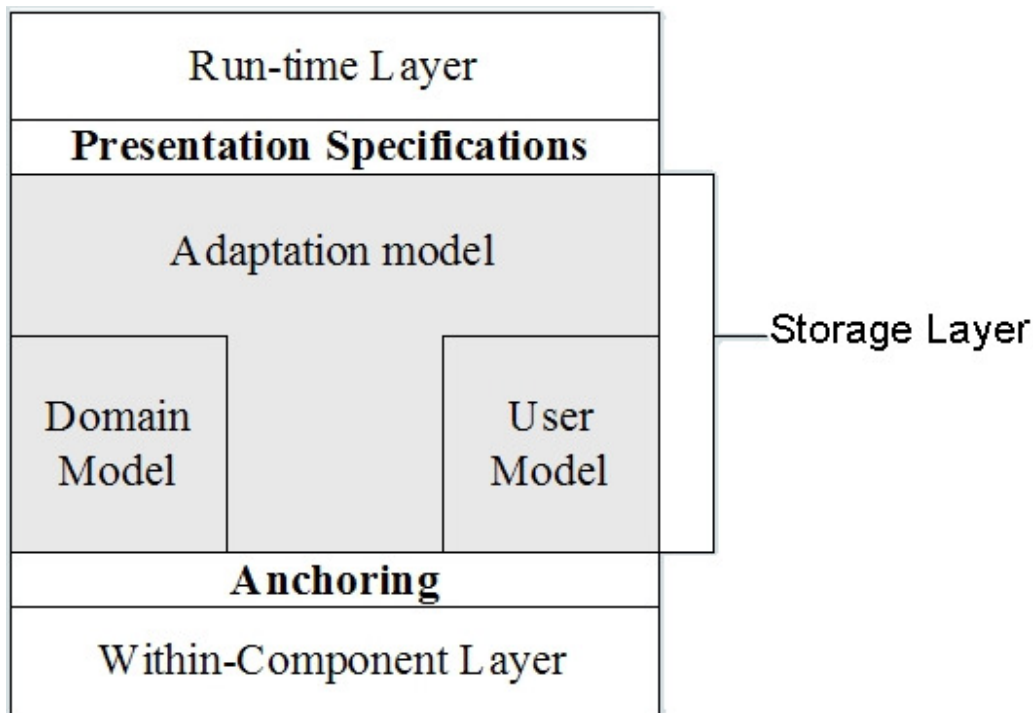 Run-time Layer
Presentation Specifications
Adaptation model
Storage Layer
Domain
Model
User
Model
Anchoring
Within-Component Layer